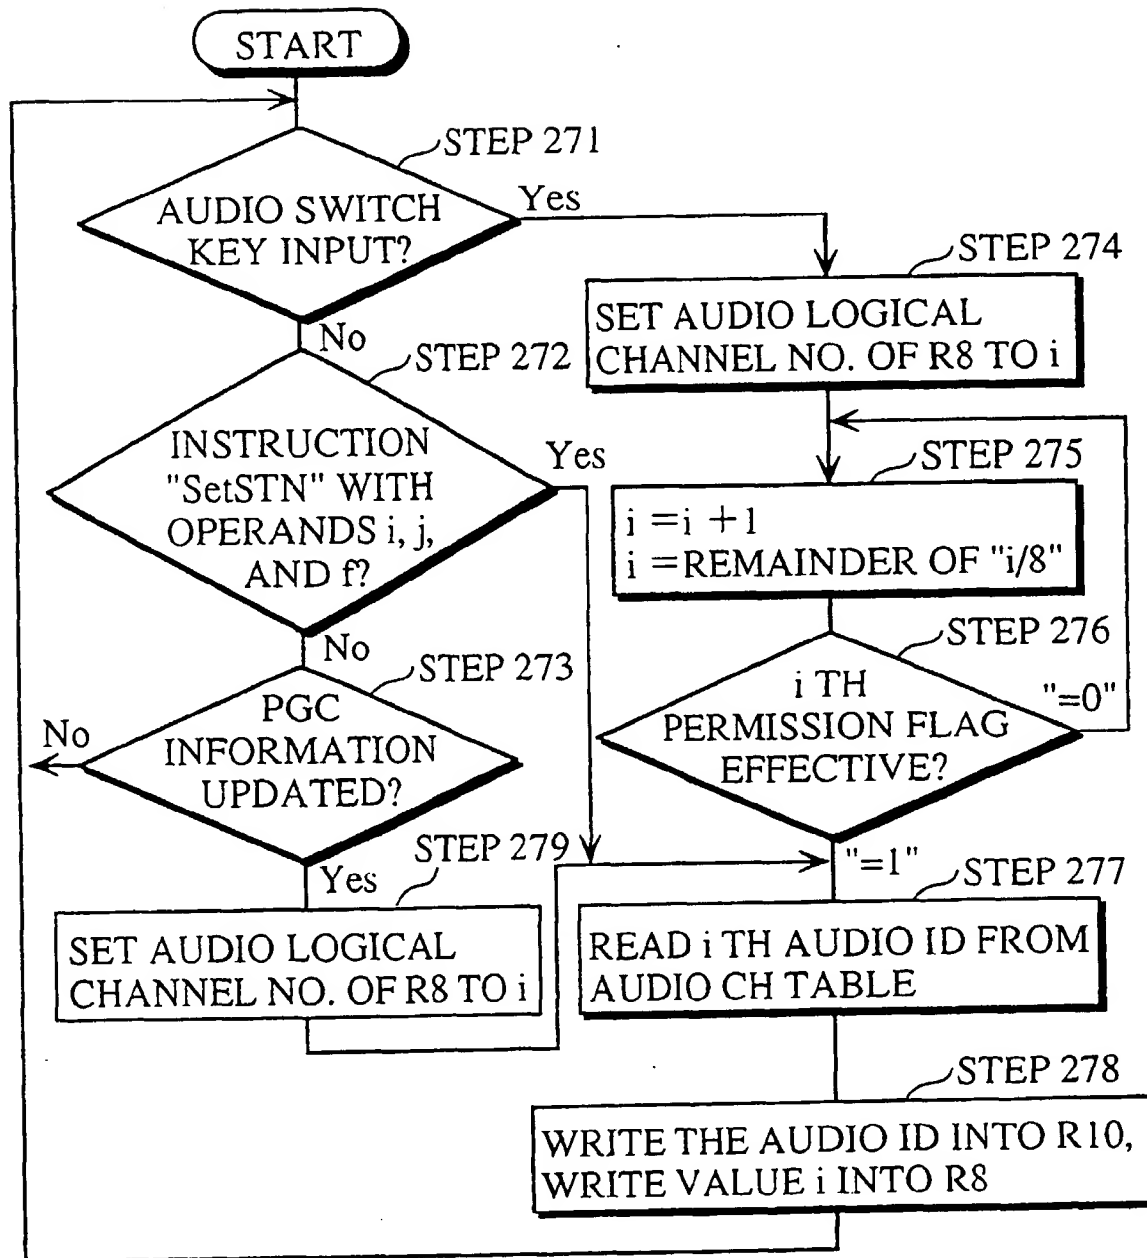 START
STEP 271
AUDIO SWITCH
KEY INPUT?
Yes
No
STEP 274
SET AUDIO LOGICAL
CHANNEL NO. OF R8 TO i
STEP 272
INSTRUCTION
"SetSTN" WITH
OPERANDS i, j,
AND f?
Yes
No
STEP 275
i = i + 1
i = REMAINDER OF "i/8"
STEP 276
i TH
PERMISSION FLAG
EFFECTIVE?
"=0"
"=1"
STEP 273
PGC
INFORMATION
UPDATED?
No
Yes
STEP 279
SET AUDIO LOGICAL
CHANNEL NO. OF R8 TO i
STEP 277
READ i TH AUDIO ID FROM
AUDIO CH TABLE
STEP 278
WRITE THE AUDIO ID INTO R10,
WRITE VALUE i INTO R8